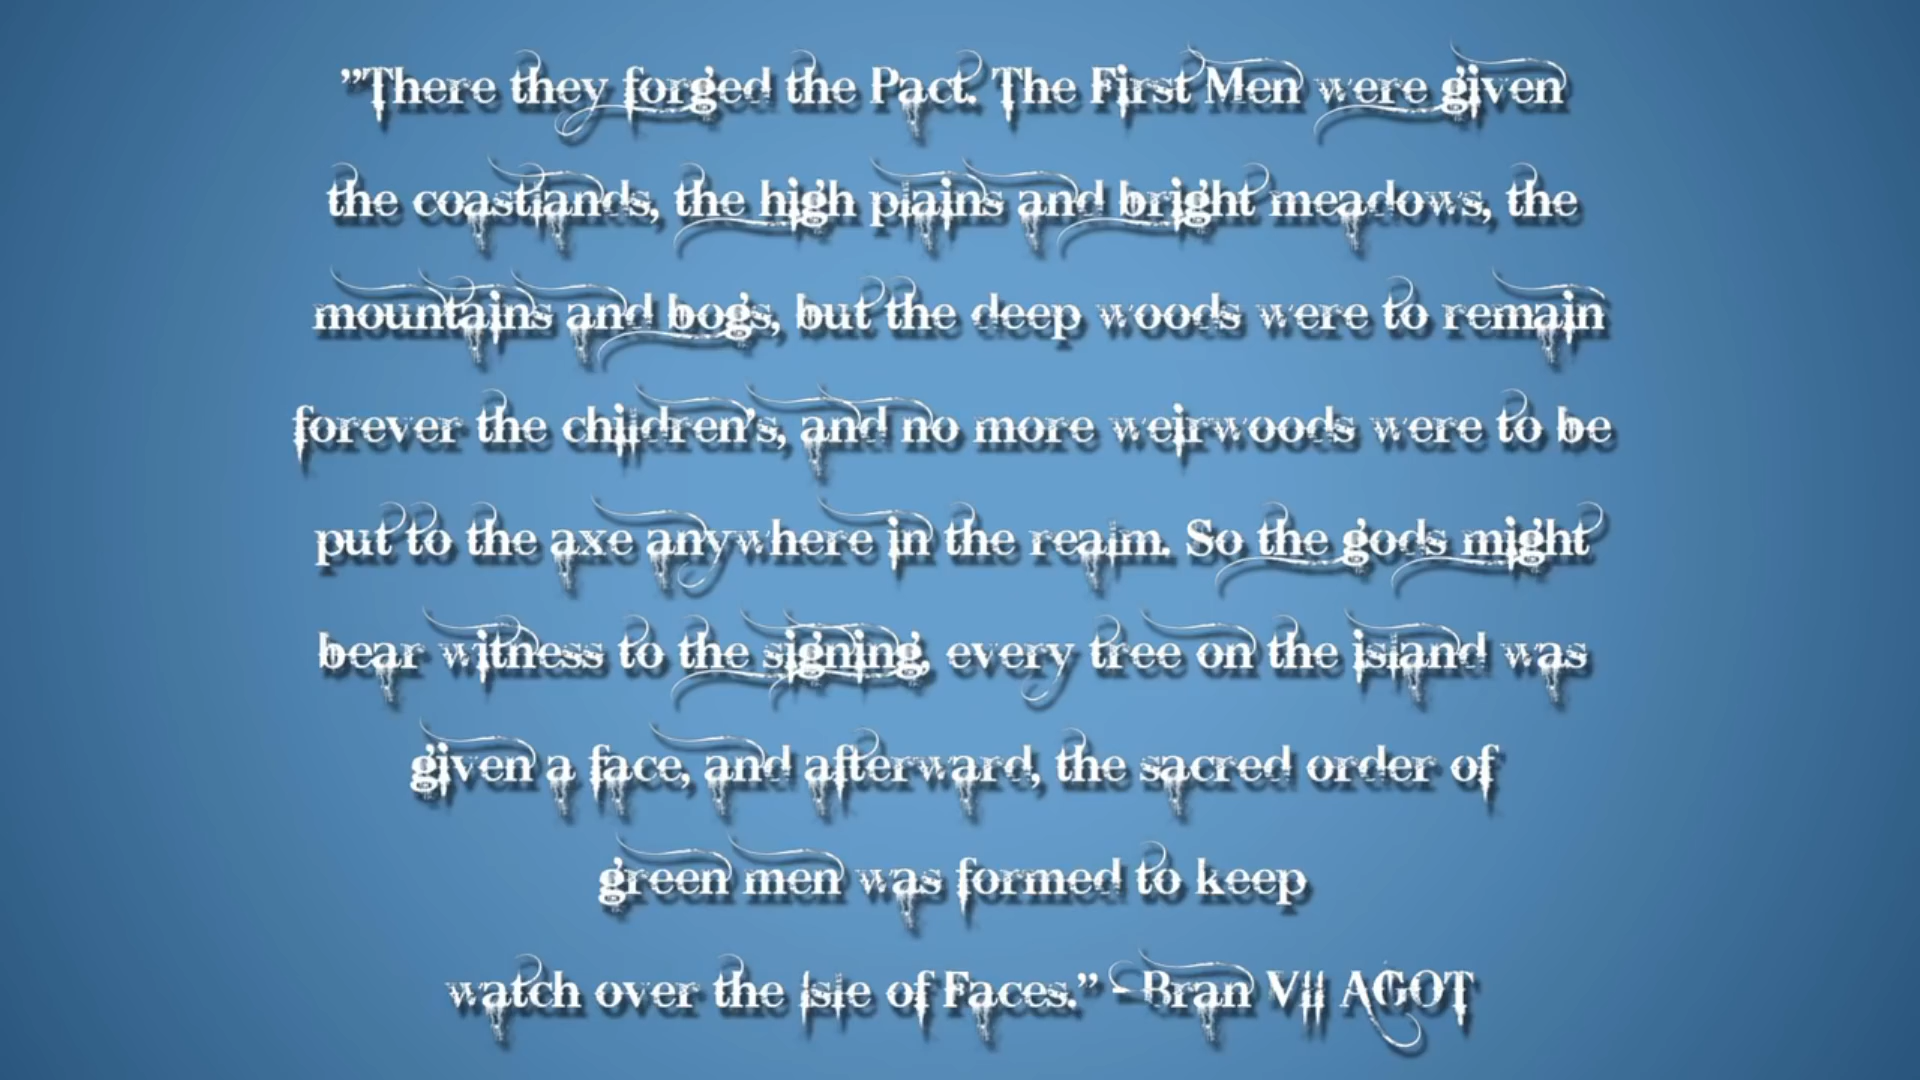 "There they forged the Pact. The First Men were given
the coastlands, the high plains and bright meadows, the
mountains and bogs, but the deep woods were to remain
forever the children's, and no more weirwoods were to be
put to the axe anywhere in the realm. So the gods might
bear witness to the signing, every tree on the island was
given a face, and afterward, the sacred order of
green men was formed to keep
watch over the Isle of Faces." - Bran VII AGOT